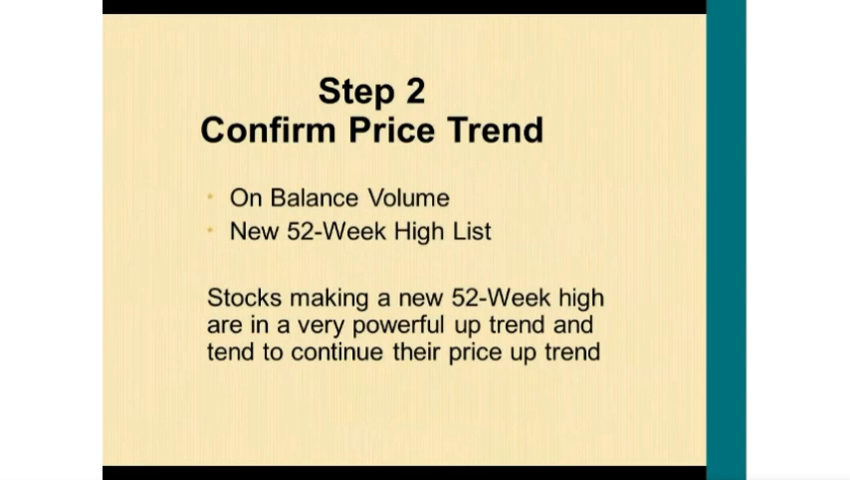 Step 2
Confirm Price Trend
On Balance Volume
New 52-Week High List
Stocks making a new 52-Week high
are in a very powerful up trend and
tend to continue their price up trend